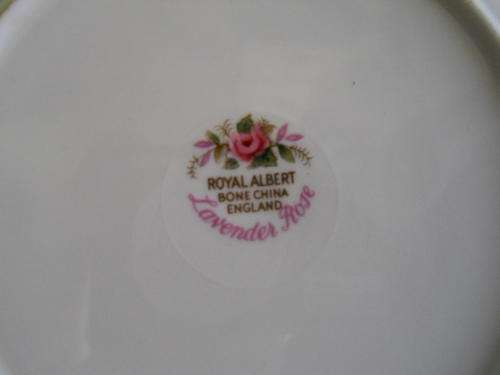 ROYAL ALBERT
BONE CHINA
ENGLAND
Lavender Rose